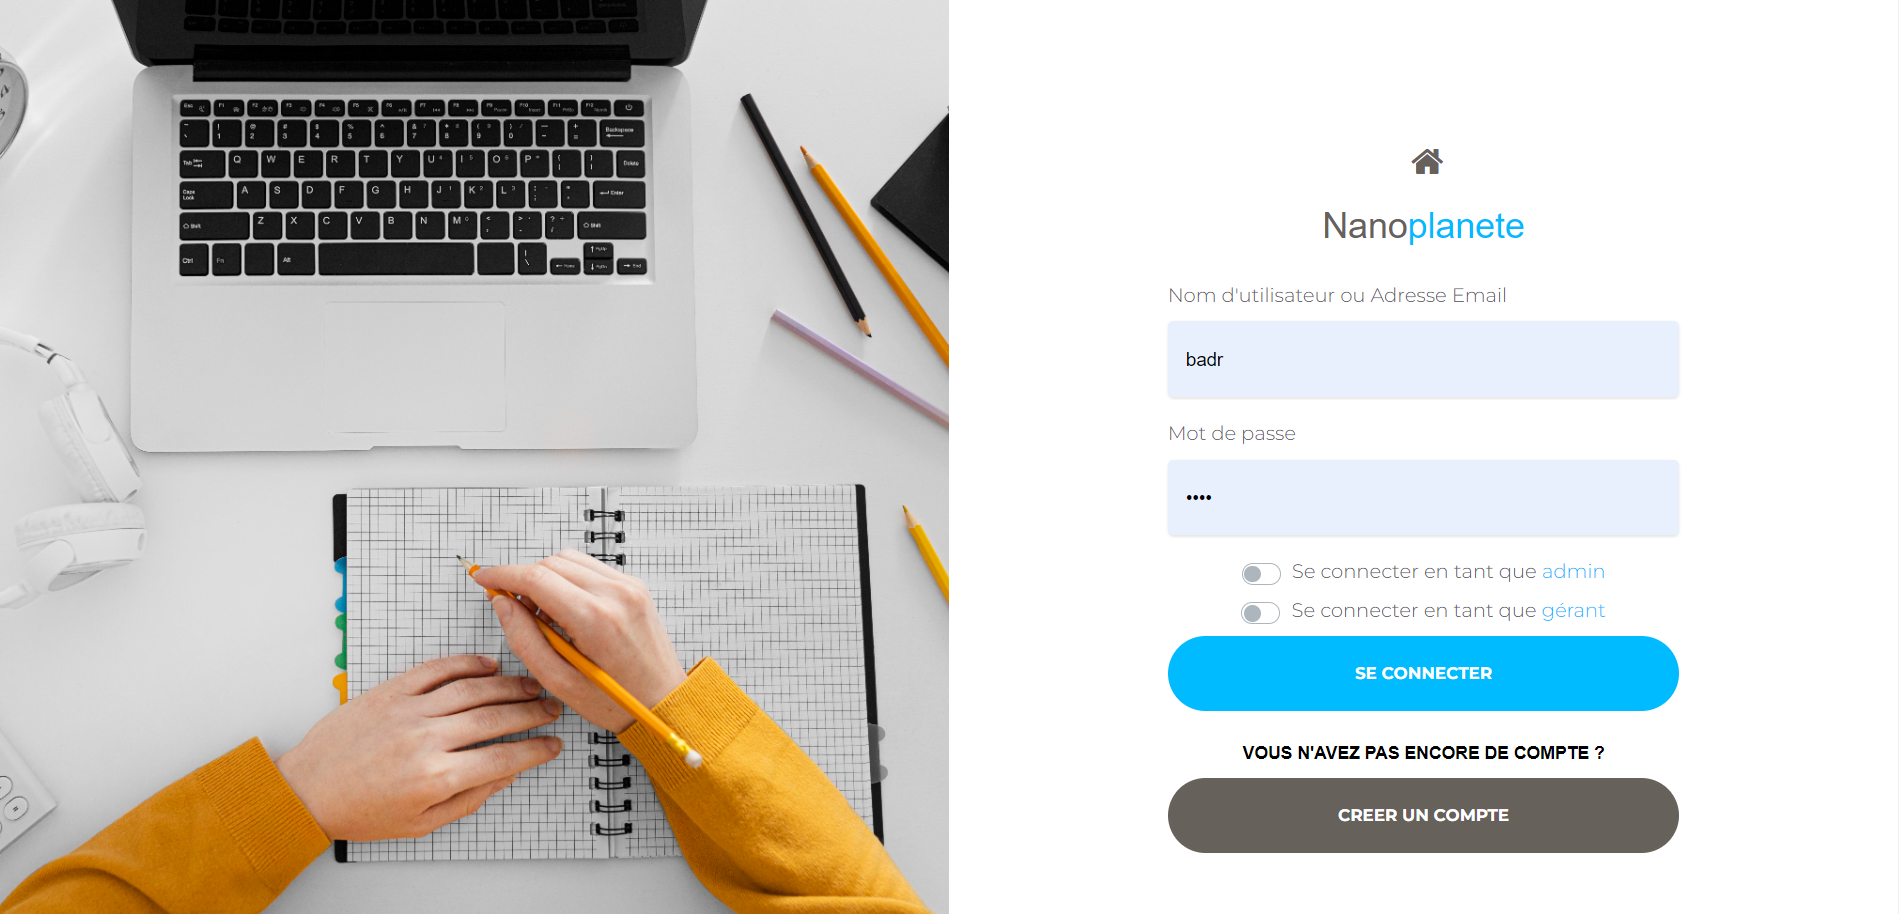 Nanoplanete
Nom d'utilisateur ou Adresse Email
badr
Mot de passe
••••
Se connecter en tant que admin
Se connecter en tant que gérant
SE CONNECTER
VOUS N'AVEZ PAS ENCORE DE COMPTE ?
CREER UN COMPTE